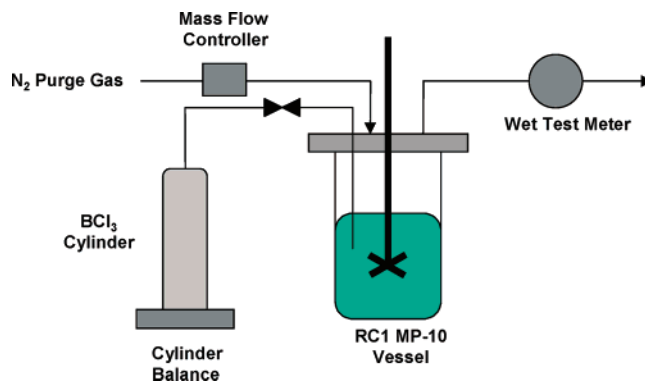 Mass Flow
Controller
N₂ Purge Gas
Wet Test Meter
BCl₃
Cylinder
RC1 MP-10
Vessel
Cylinder
Balance